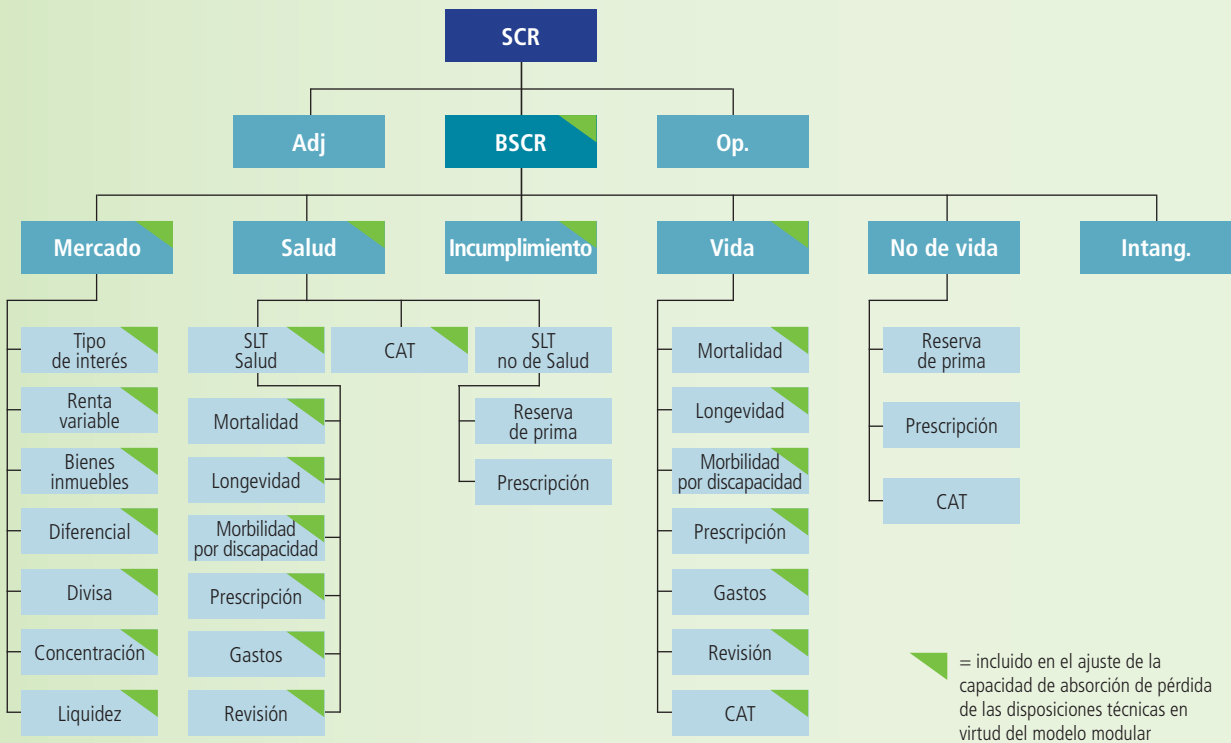 SCR
Adj
BSCR
Op.
Mercado
Salud
Incumplimiento
Vida
No de vida
Intang.
Tipo
de interés
Renta
variable
Bienes
inmuebles
Diferencial
Divisa
Concentración
Liquidez
SLT
Salud
Mortalidad
Longevidad
Morbilidad
por discapacidad
Prescripción
Gastos
Revisión
CAT
SLT
no de Salud
Reserva
de prima
Prescripción
Mortalidad
Longevidad
Morbilidad
por discapacidad
Prescripción
Gastos
Revisión
CAT
Reserva
de prima
Prescripción
CAT
= incluido en el ajuste de la
capacidad de absorción de pérdida
de las disposiciones técnicas en
virtud del modelo modular